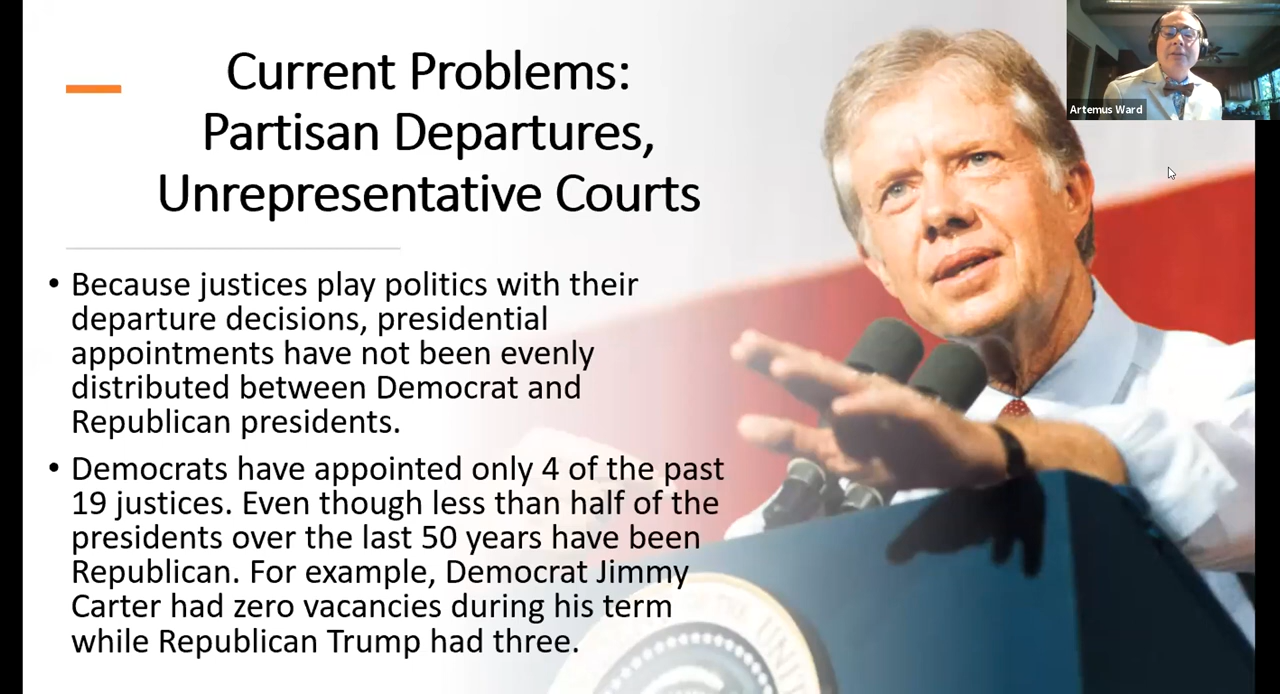 Current Problems:
Partisan Departures,
Unrepresentative Courts
Artemus Ward
• Because justices play politics with their
departure decisions, presidential
appointments have not been evenly
distributed between Democrat and
Republican presidents.
• Democrats have appointed only 4 of the past
19 justices. Even though less than half of the
presidents over the last 50 years have been
Republican. For example, Democrat Jimmy
Carter had zero vacancies during his term
while Republican Trump had three.